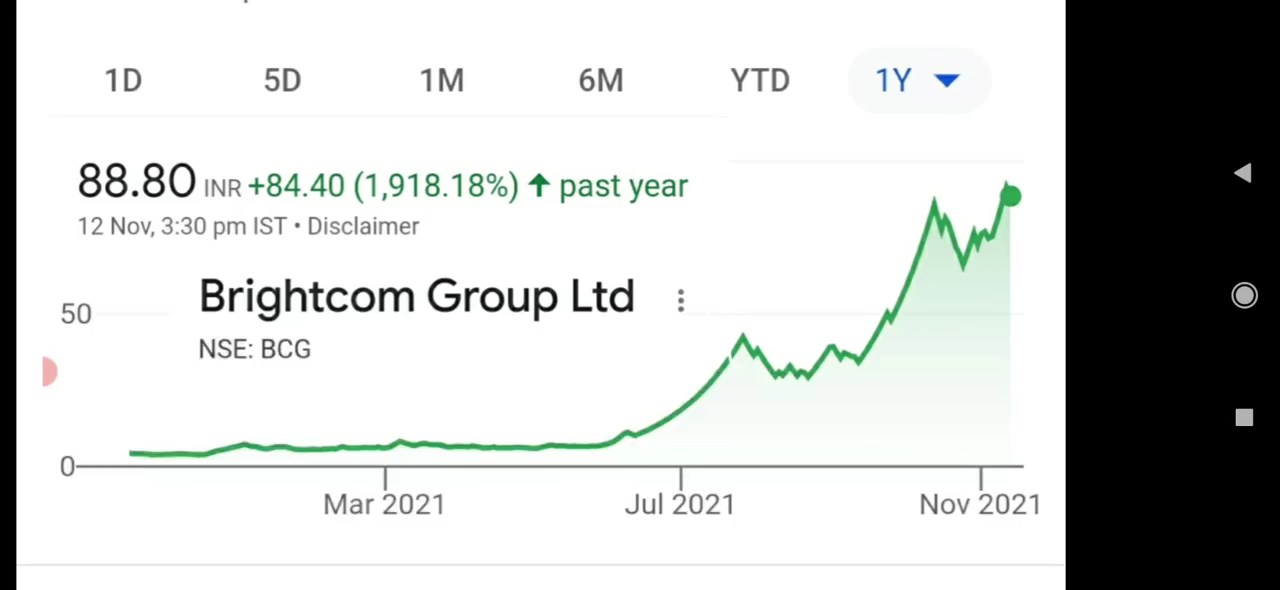 1D 5D 1M 6M YTD 1Y
88.80 INR +84.40 (1,918.18%) ↑ past year
12 Nov, 3:30 pm IST • Disclaimer
Brightcom Group Ltd
50
NSE: BCG
0
Mar 2021 Jul 2021 Nov 2021